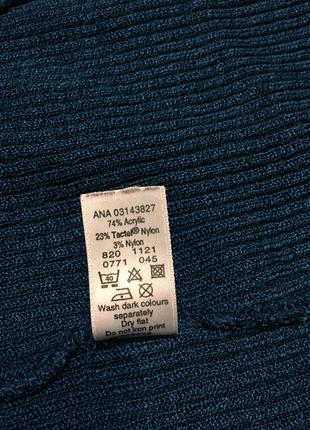 ANA 03143827
74% Acrylic
23% Tactel® Nylon
3% Nylon
820 1121
0771 045
40
Wash dark colours
separately
Dry flat
Do not iron print